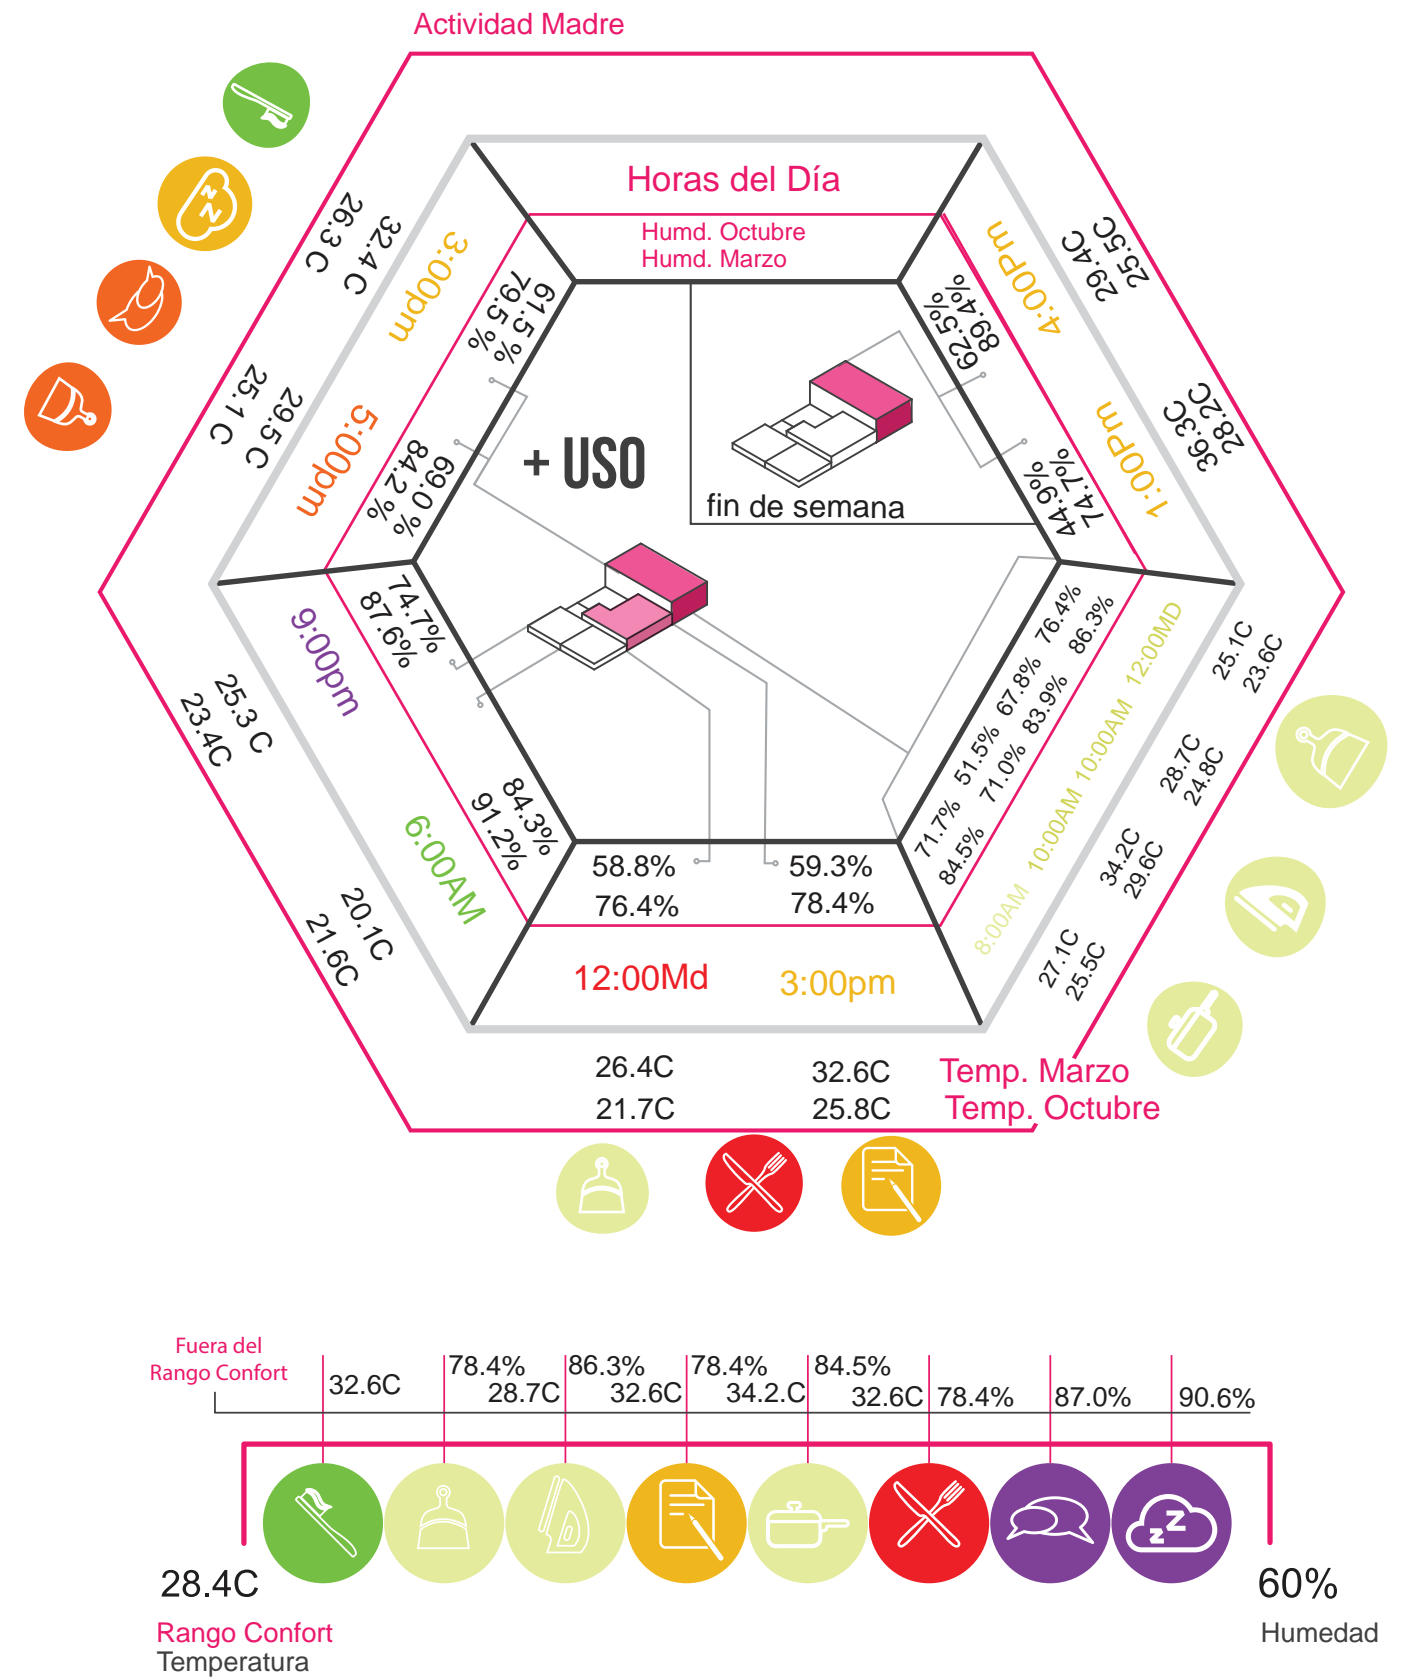 Actividad Madre
Horas del Día
Humd. Octubre
Humd. Marzo
4:00Pm
62.5%
89.4%
29.4C
25.5C
1:00Pm
44.9%
74.7%
36.3C
28.2C
12:00MD
76.4%
86.3%
25.1C
23.6C
10:00AM
67.8%
83.9%
28.7C
24.8C
10:00AM
51.5%
71.0%
34.2C
29.6C
8:00AM
71.7%
84.5%
27.1C
25.5C
3:00pm
59.3%
78.4%
32.6C
25.8C
12:00Md
58.8%
76.4%
26.4C
21.7C
Temp. Marzo
Temp. Octubre
6:00AM
84.3%
91.2%
20.1C
21.6C
9:00pm
74.7%
87.6%
25.3 C
23.4C
5:00pm
69.0 %
84.2 %
29.5 C
25.1 C
3:00pm
61.5 %
79.5 %
32.4 C
26.3 C
+ USO
fin de semana
Fuera del
Rango Confort
32.6C
78.4%
28.7C
86.3%
32.6C
78.4%
34.2.C
84.5%
32.6C
78.4%
87.0%
90.6%
z z
N N
28.4C
Rango Confort
Temperatura
60%
Humedad